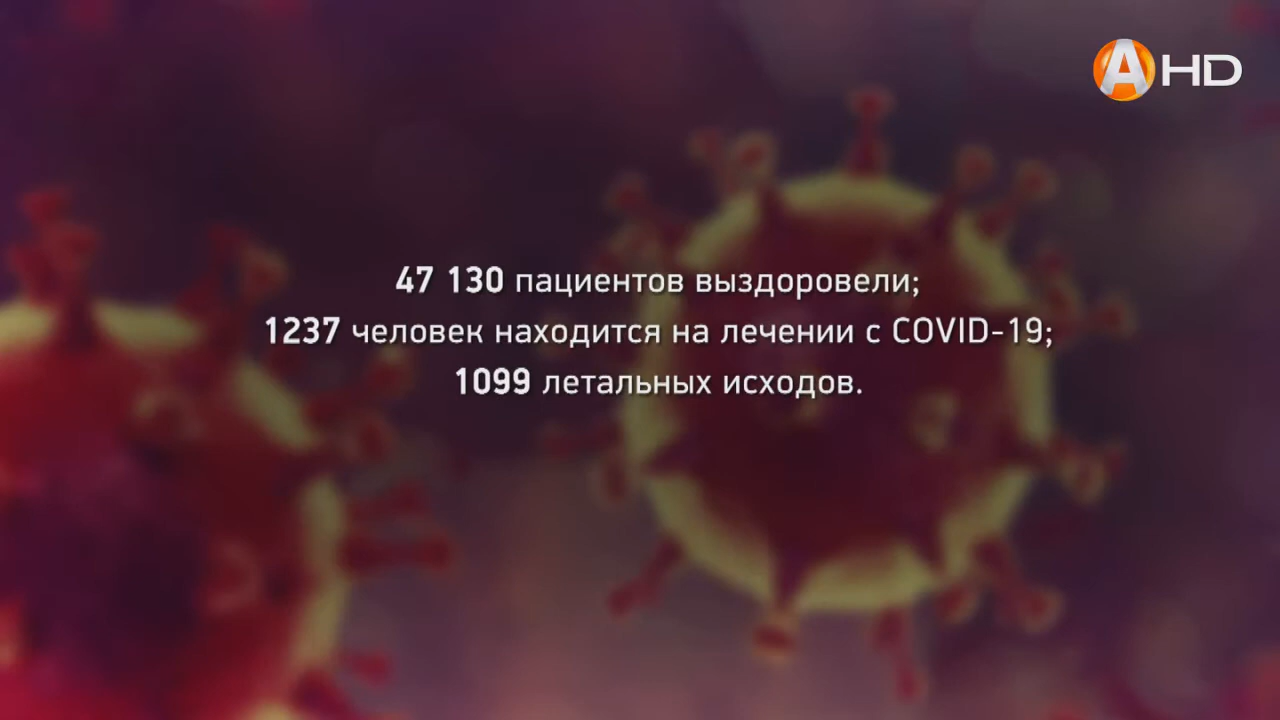 A HD
47 130 пациентов выздоровели;
1237 человек находится на лечении с COVID-19;
1099 летальных исходов.